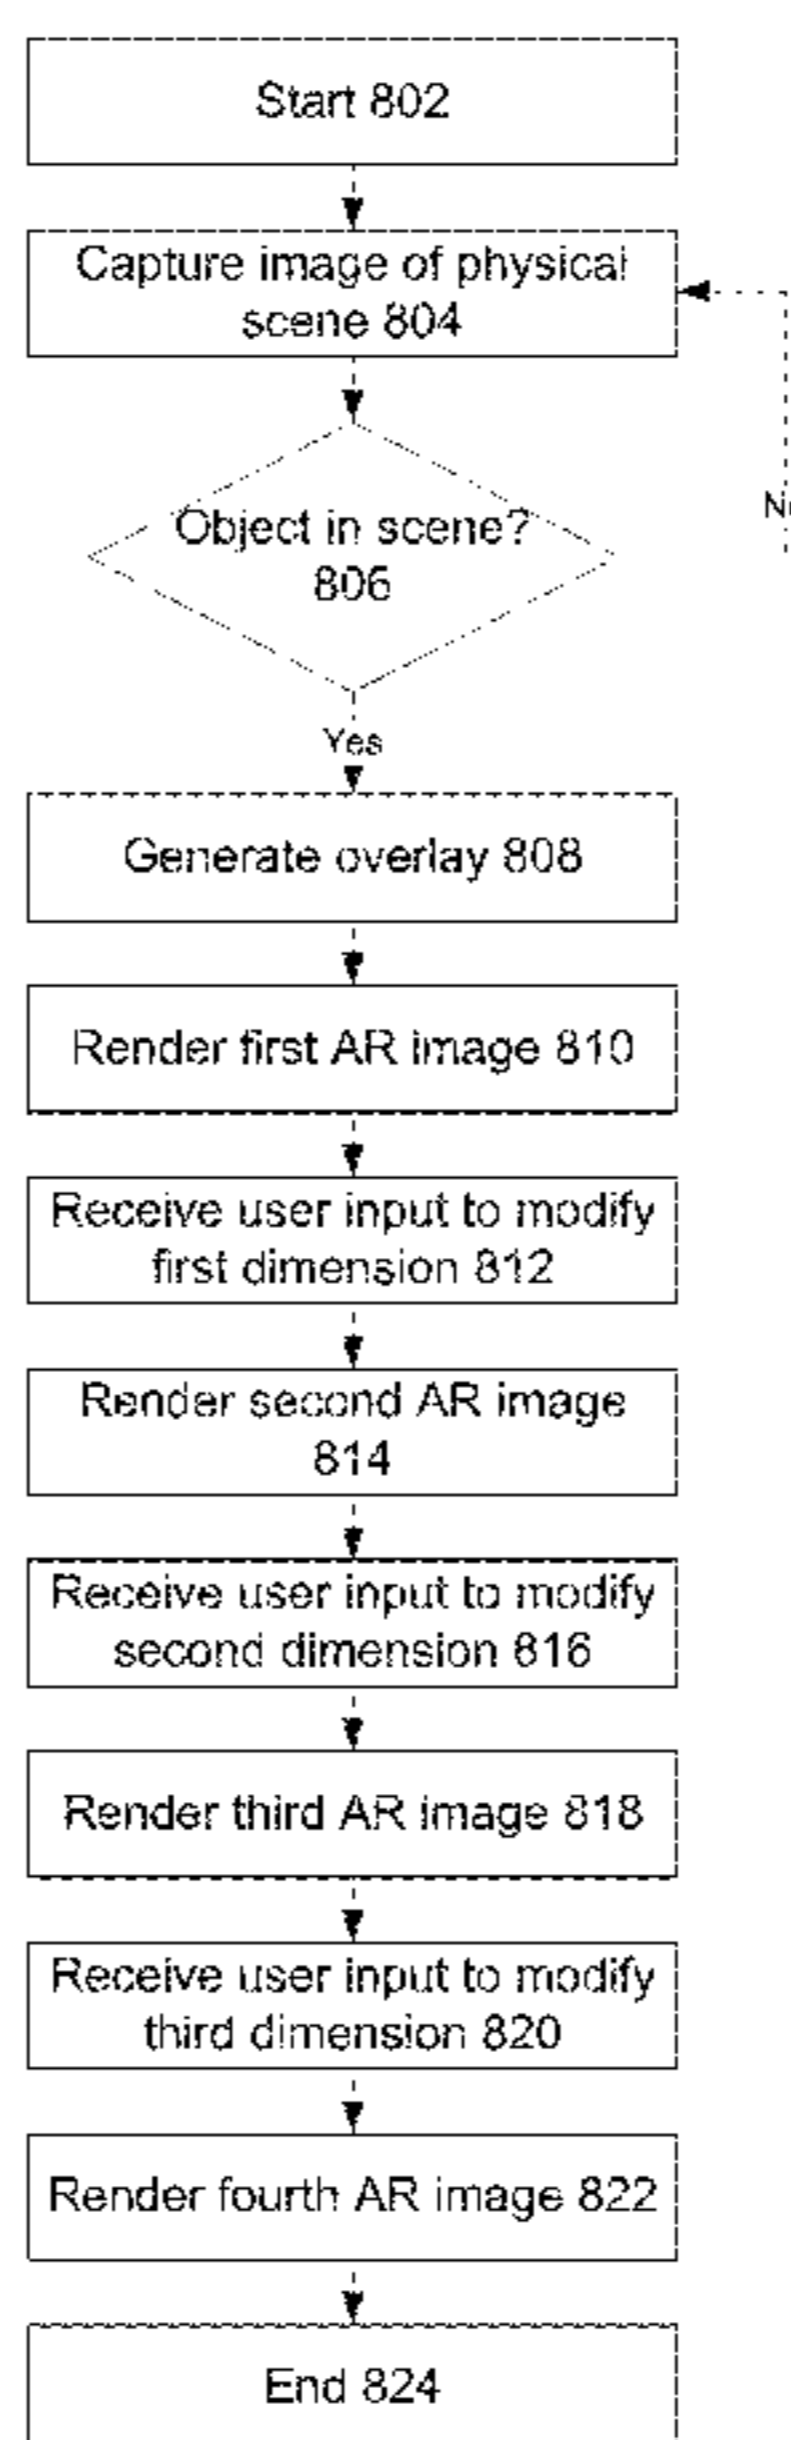 Start 802
Capture image of physical
scene 804
Object in scene?
806
Yes
Generate overlay 808
Render first AR image 810
Receive user input to modify
first dimension 812
Render second AR image
814
Receive user input to modify
second dimension 816
Render third AR image 818
Receive user input to modify
third dimension 820
Render fourth AR image 822
End 824